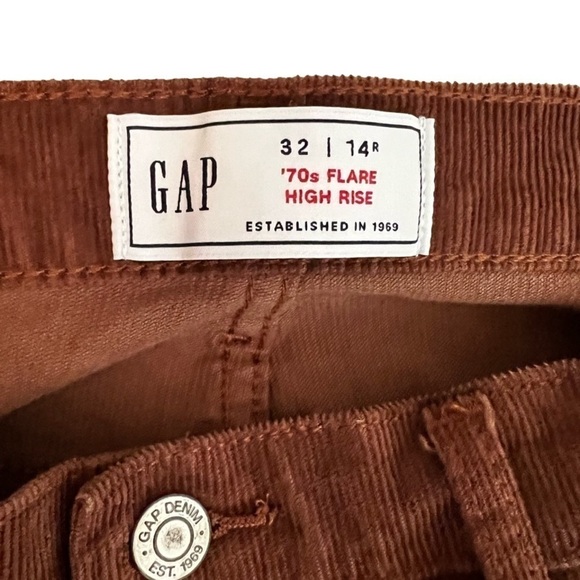 GAP
32 | 14R
'70s FLARE
HIGH RISE
ESTABLISHED IN 1969
GAP DENIM
EST. 1969